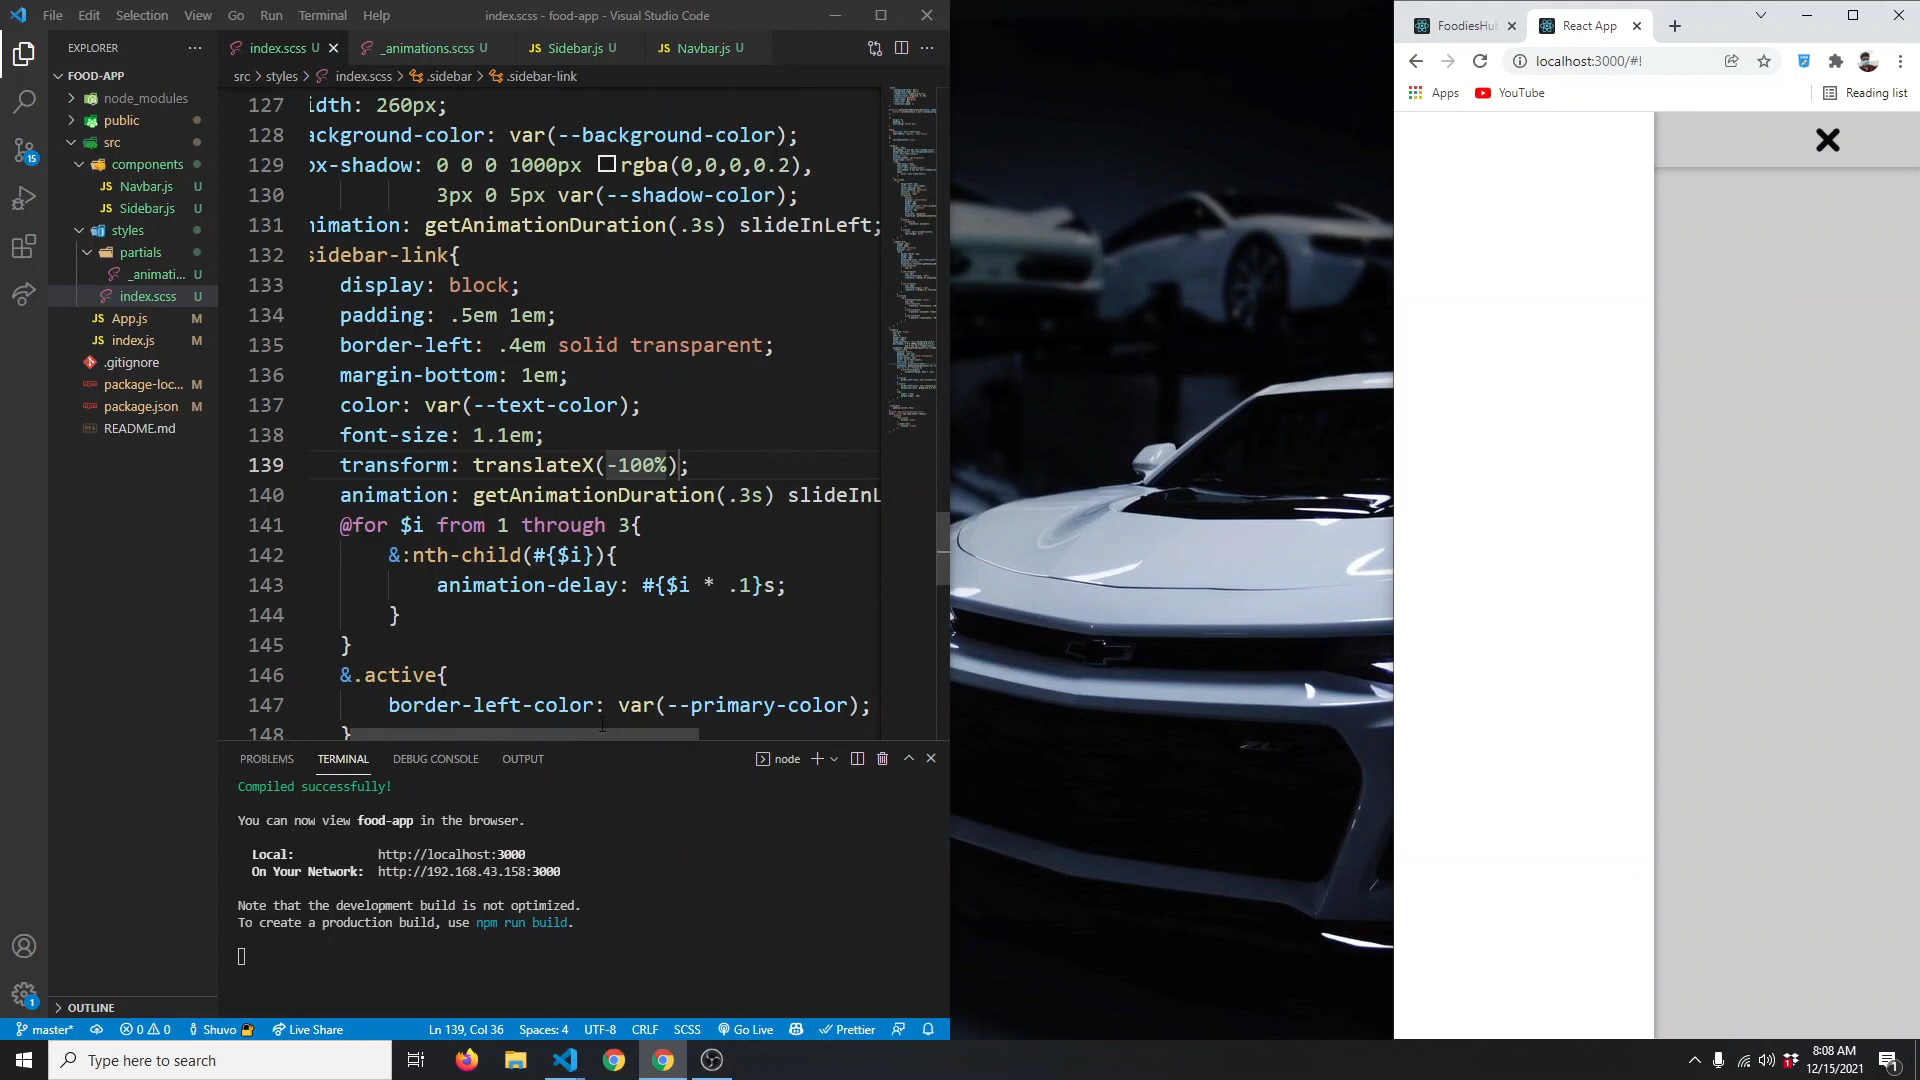 File Edit Selection View Go Run Terminal Help
index.scss - food-app - Visual Studio Code
EXPLORER
FOOD-APP
node_modules
public
src
components
Navbar.js U
Sidebar.js U
styles
partials
_animati... U
index.scss U
App.js M
index.js M
.gitignore
package-loc... M
package.json M
README.md
OUTLINE
index.scss U
_animations.scss U
Sidebar.js U
Navbar.js U
src > styles > index.scss > .sidebar > .sidebar-link
127 idth: 260px;
128 ackground-color: var(--background-color);
129 ox-shadow: 0 0 0 1000px rgba(0,0,0,0.2),
130 3px 0 5px var(--shadow-color);
131 nimation: getAnimationDuration(.3s) slideInLeft;
132 sidebar-link{
133 display: block;
134 padding: .5em 1em;
135 border-left: .4em solid transparent;
136 margin-bottom: 1em;
137 color: var(--text-color);
138 font-size: 1.1em;
139 transform: translateX(-100%);
140 animation: getAnimationDuration(.3s) slideInL
141 @for $i from 1 through 3{
142 &:nth-child(#{$i}){
143 animation-delay: #{$i * .1}s;
144 }
145 }
146 &.active{
147 border-left-color: var(--primary-color);
148 }
PROBLEMS TERMINAL DEBUG CONSOLE OUTPUT
node
Compiled successfully!
You can now view food-app in the browser.
Local: http://localhost:3000
On Your Network: http://192.168.43.158:3000
Note that the development build is not optimized.
To create a production build, use npm run build.
15
1
master* 0 0 Shuvo Live Share
Ln 139, Col 36 Spaces: 4 UTF-8 CRLF SCSS Go Live Prettier
FoodiesHu
React App
localhost:3000/#!
Apps YouTube
Reading list
Type here to search
8:08 AM
12/15/2021
1